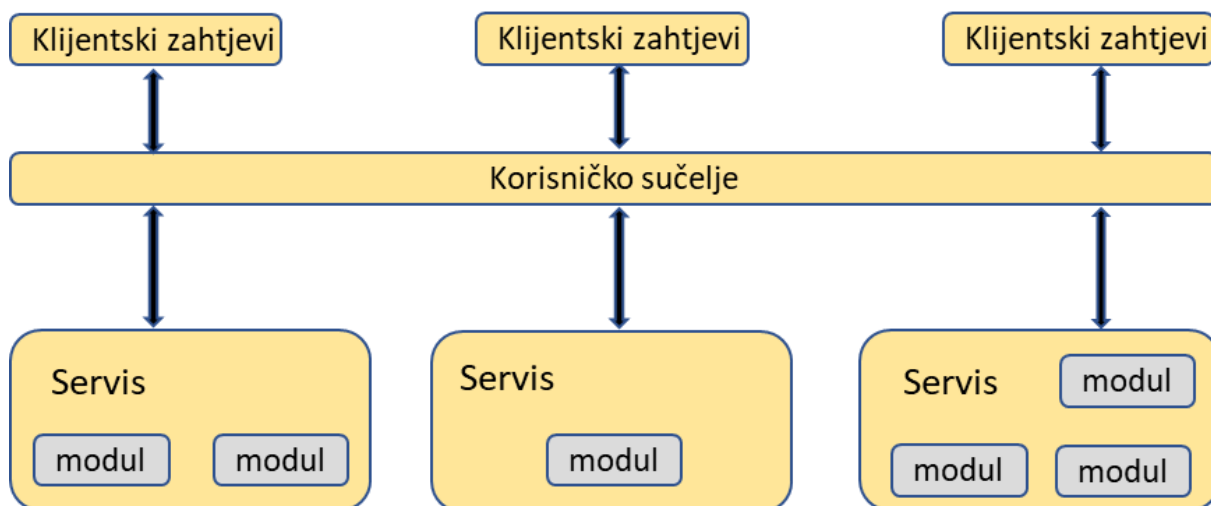 Klijentski zahtjevi
Klijentski zahtjevi
Klijentski zahtjevi
Korisničko sučelje
Servis
modul
modul
Servis
modul
Servis
modul
modul
modul